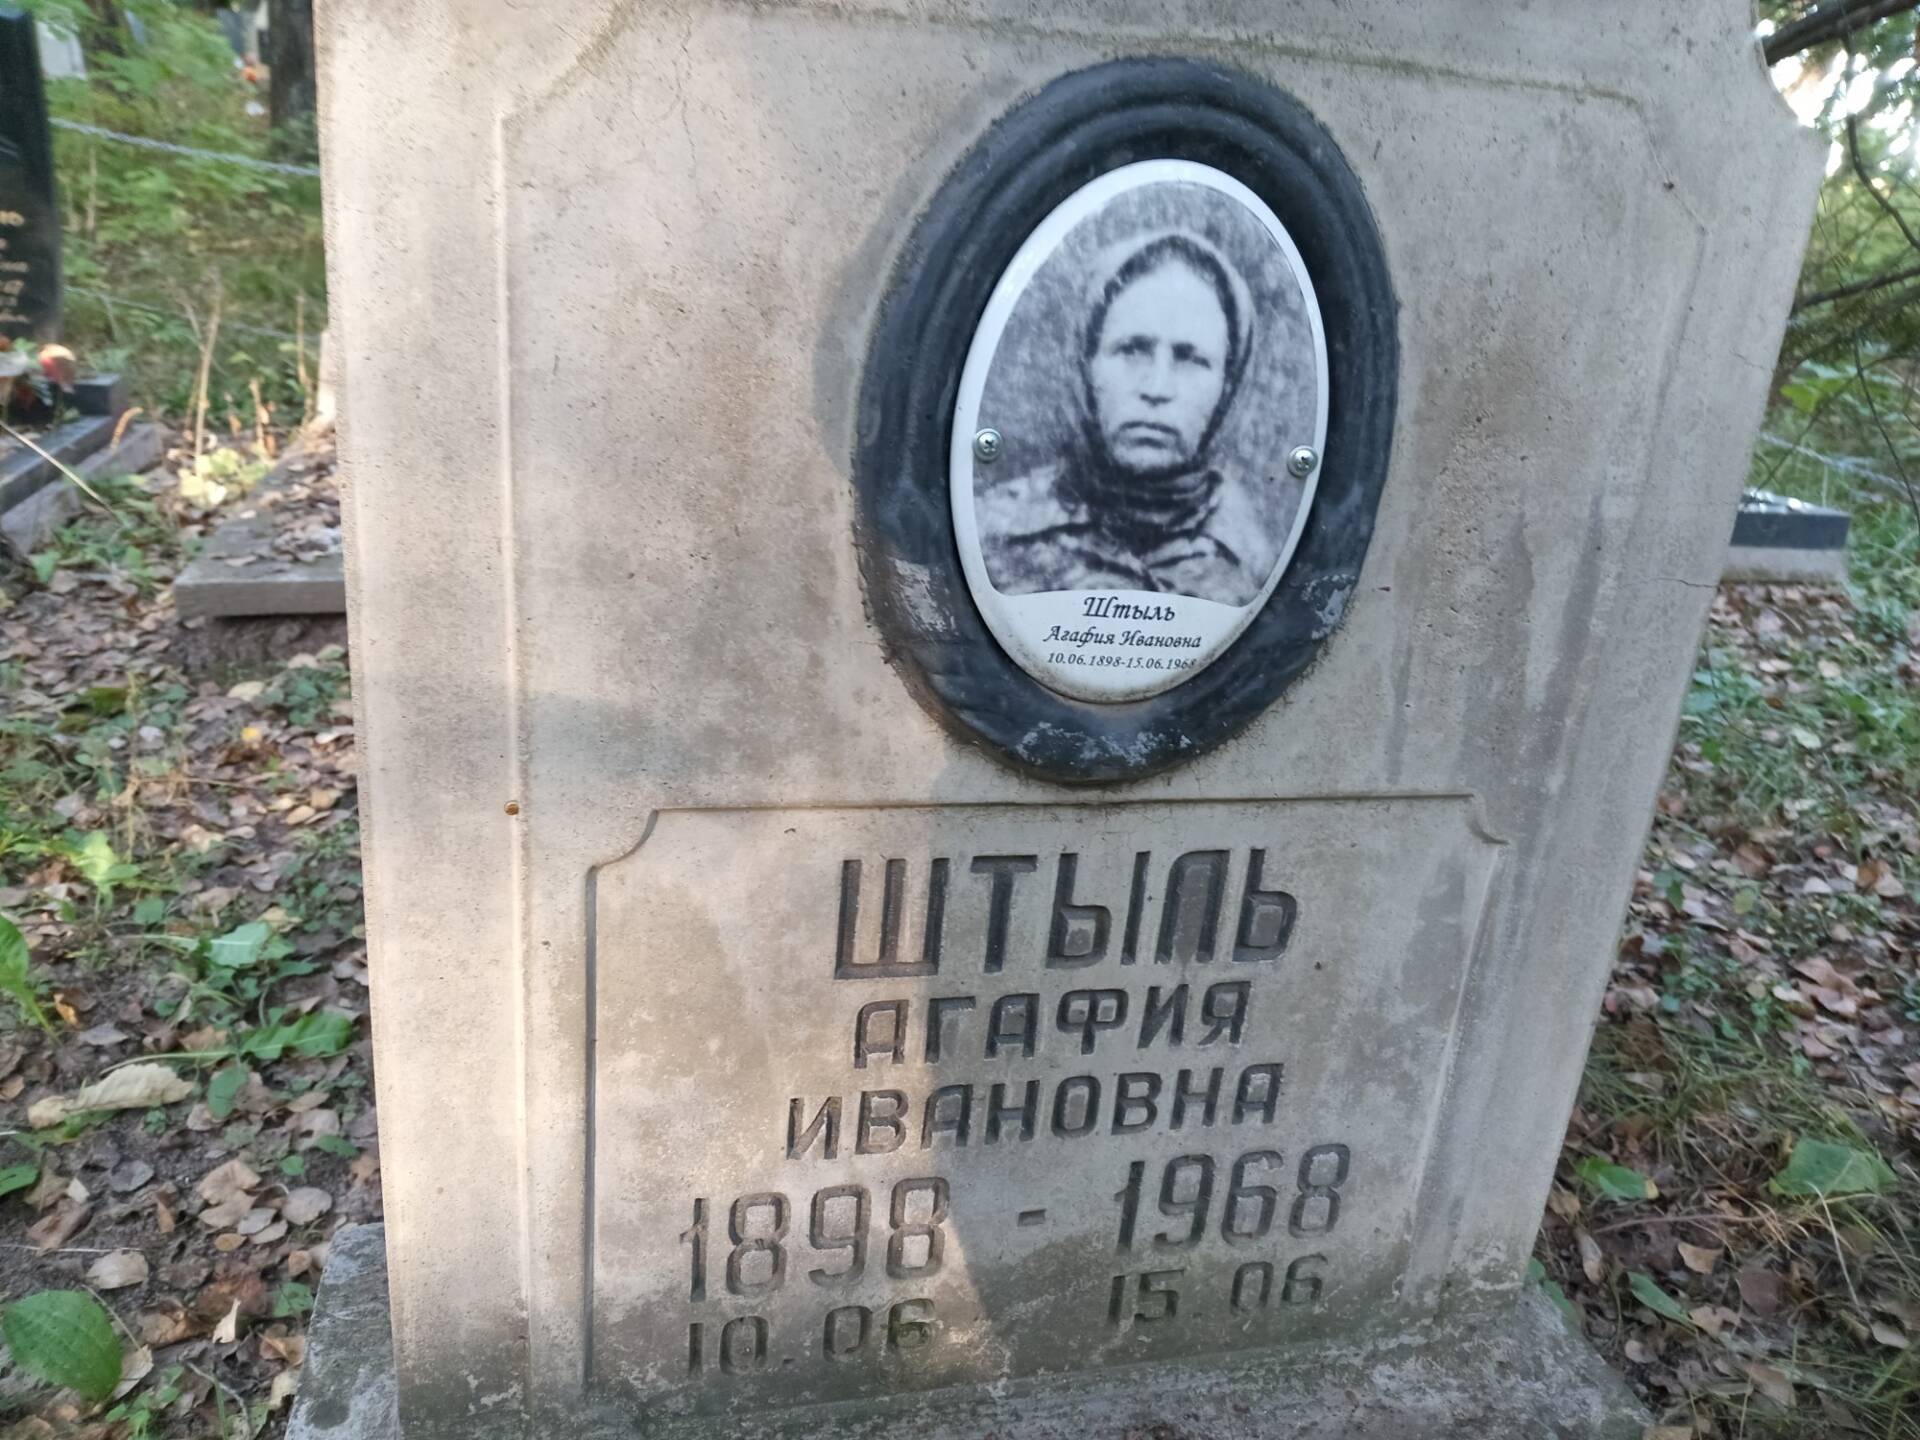 Штыль
Агафия Ивановна
10.06.1898-15.06.1968
ШТЫЛЬ
АГАФИЯ
ИВАНОВНА
1898 - 1968
10.06 15.06